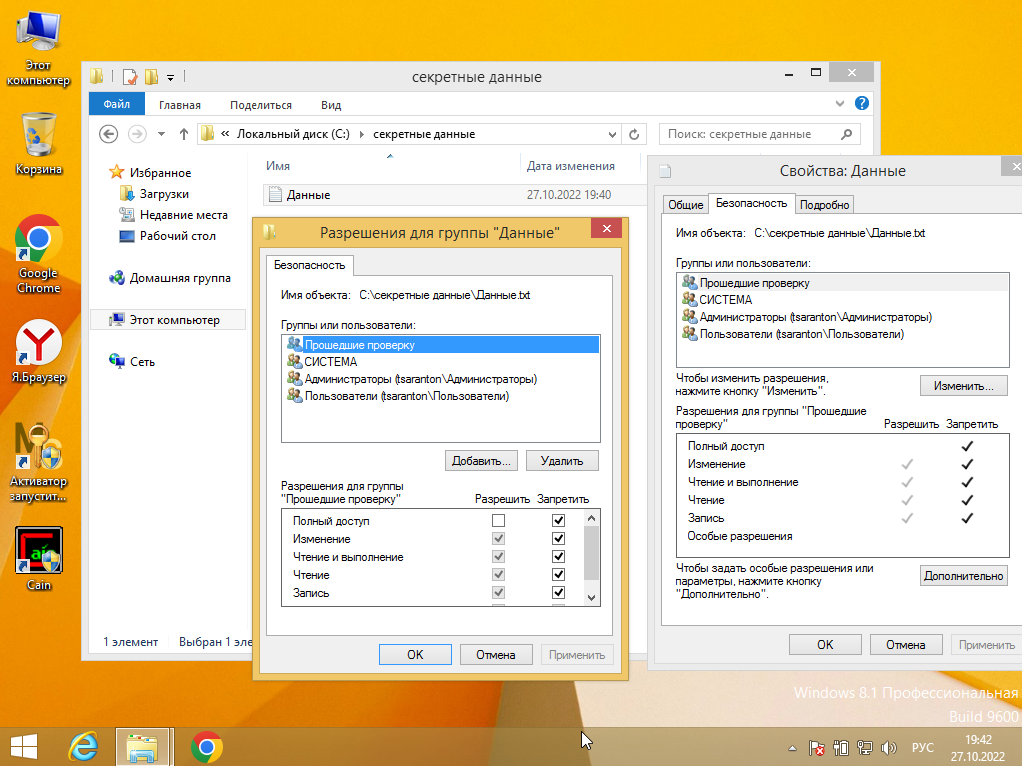 Этот
компьютер
Корзина
Google
Chrome
Я.Браузер
Активатор
запустит...
Cain
секретные данные
Файл
Главная
Поделиться
Вид
« Локальный диск (C:)
секретные данные
Поиск: секретные данные
Избранное
Загрузки
Недавние места
Рабочий стол
Домашняя группа
Этот компьютер
Сеть
Имя
Дата изменения
Данные
27.10.2022 19:40
1 элемент
Выбран 1 эле
Разрешения для группы "Данные"
Безопасность
Имя объекта: C:\секретные данные\Данные.txt
Группы или пользователи:
Прошедшие проверку
СИСТЕМА
Администраторы (tsaranton\Администраторы)
Пользователи (tsaranton\Пользователи)
Добавить...
Удалить
Разрешения для группы
"Прошедшие проверку"
Разрешить
Запретить
Полный доступ
Изменение
Чтение и выполнение
Чтение
Запись
OK
Отмена
Применить
Свойства: Данные
Общие
Безопасность
Подробно
Имя объекта: C:\секретные данные\Данные.txt
Группы или пользователи:
Прошедшие проверку
СИСТЕМА
Администраторы (tsaranton\Администраторы)
Пользователи (tsaranton\Пользователи)
Чтобы изменить разрешения,
нажмите кнопку "Изменить".
Изменить...
Разрешения для группы "Прошедшие
проверку"
Разрешить
Запретить
Полный доступ
Изменение
Чтение и выполнение
Чтение
Запись
Особые разрешения
Чтобы задать особые разрешения или
параметры, нажмите кнопку
"Дополнительно".
Дополнительно
OK
Отмена
Применить
Windows 8.1 Профессиональная
Build 9600
РУС
19:42
27.10.2022